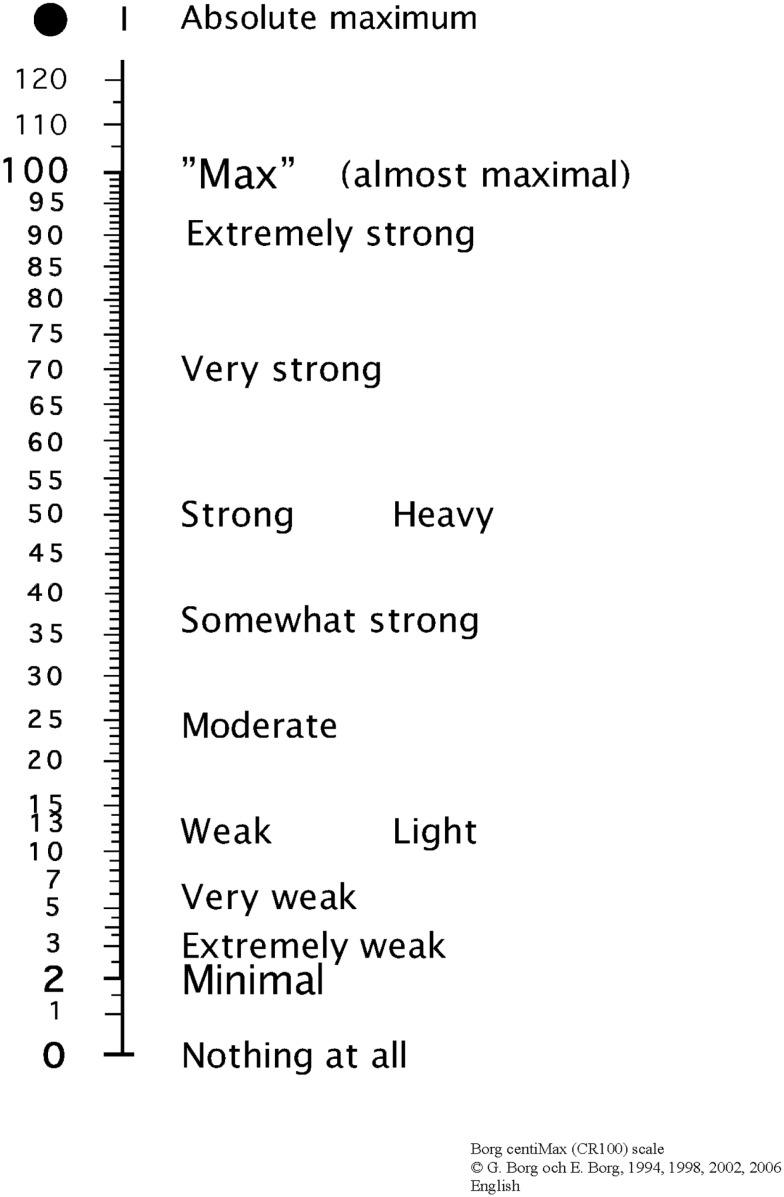 ● Absolute maximum
120
110
100 ”Max” (almost maximal)
95
90 Extremely strong
85
80
75
70 Very strong
65
60
55
50 Strong Heavy
45
40
35 Somewhat strong
30
25 Moderate
20
15
13 Weak Light
10
7
5 Very weak
3 Extremely weak
2 Minimal
1
0 Nothing at all
Borg centiMax (CR100) scale
© G. Borg och E. Borg, 1994, 1998, 2002, 2006
English